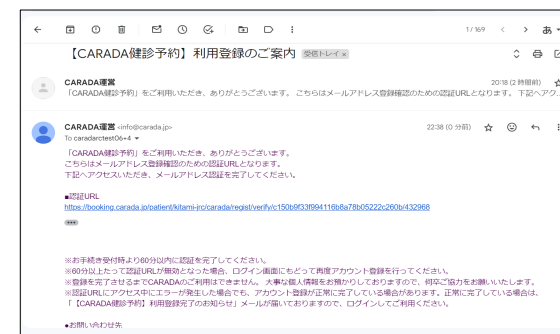 1 / 169
あ
【CARADA健診予約】利用登録のご案内 受信トレイ ×
CARADA運営
20:18 (2 時間前)
「CARADA健診予約」をご利用いただき、ありがとうございます。 こちらはメールアドレス登録確認のための認証URLとなります。 下記へアク...
CARADA運営 <info@carada.jp>
22:38 (0 分前)
To caradarctest06+4
「CARADA健診予約」をご利用いただき、ありがとうございます。
こちらはメールアドレス登録確認のための認証URLとなります。
下記へアクセスいただき、メールアドレス認証を完了してください。
■認証URL
https://booking.carada.jp/patient/kitami-jrc/carada/regist/verify/c150b9f33f994116b8a78b05222c260b/432968
※お手続き受付時より60分以内に認証を完了してください。
※60分以上たって認証URLが無効となった場合、ログイン画面にもどって再度アカウント登録を行ってください。
※登録を完了させるまでCARADAのご利用はできません。 大事な個人情報をお預かりしておりますので、何卒ご協力をお願いいたします。
※認証URLにアクセス中にエラーが発生した場合でも、アカウント登録が正常に完了している場合があります。正常に完了している場合は、
「【CARADA健診予約】利用登録完了のお知らせ」メールが届いておりますので、ログインしてご利用ください。
●お問い合わせ先